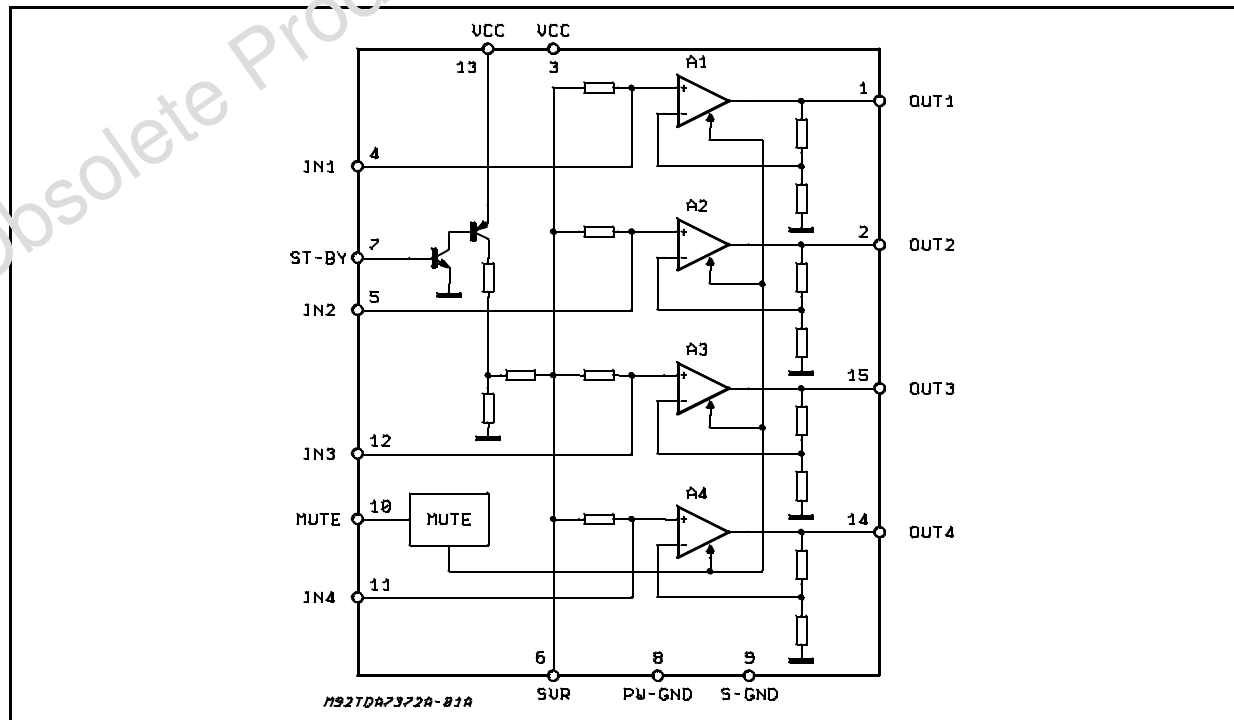 Obsolete Prod
VCC VCC
13 3
A1
1 OUT1
+
-
4
IN1
A2
2 OUT2
+
-
7
ST-BY
5
IN2
A3
15 OUT3
+
-
12
IN3
A4
14 OUT4
+
-
10
MUTE MUTE
11
IN4
6 8 9
SVR PW-GND S-GND
M92TDA7372A-01A